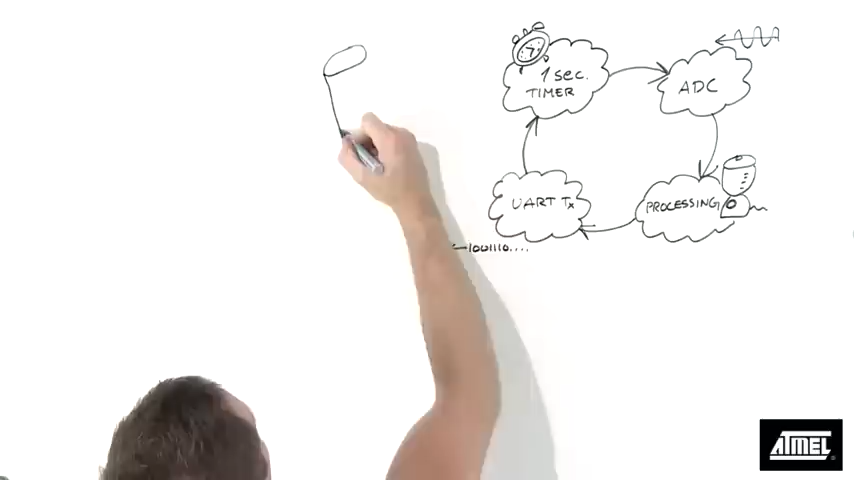 1 sec.
TIMER
ADC
UART Tx
PROCESSING
←1001110....
ATMEL